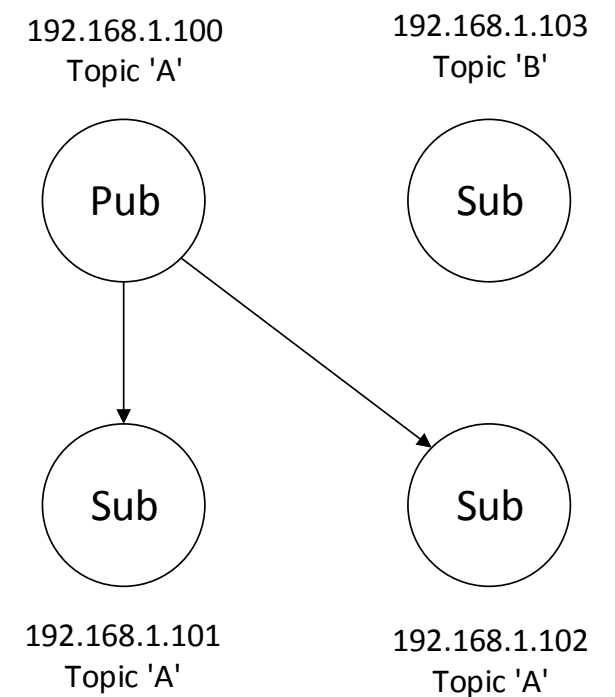 192.168.1.100
Topic 'A'
192.168.1.103
Topic 'B'
Pub
Sub
Sub
Sub
192.168.1.101
Topic 'A'
192.168.1.102
Topic 'A'